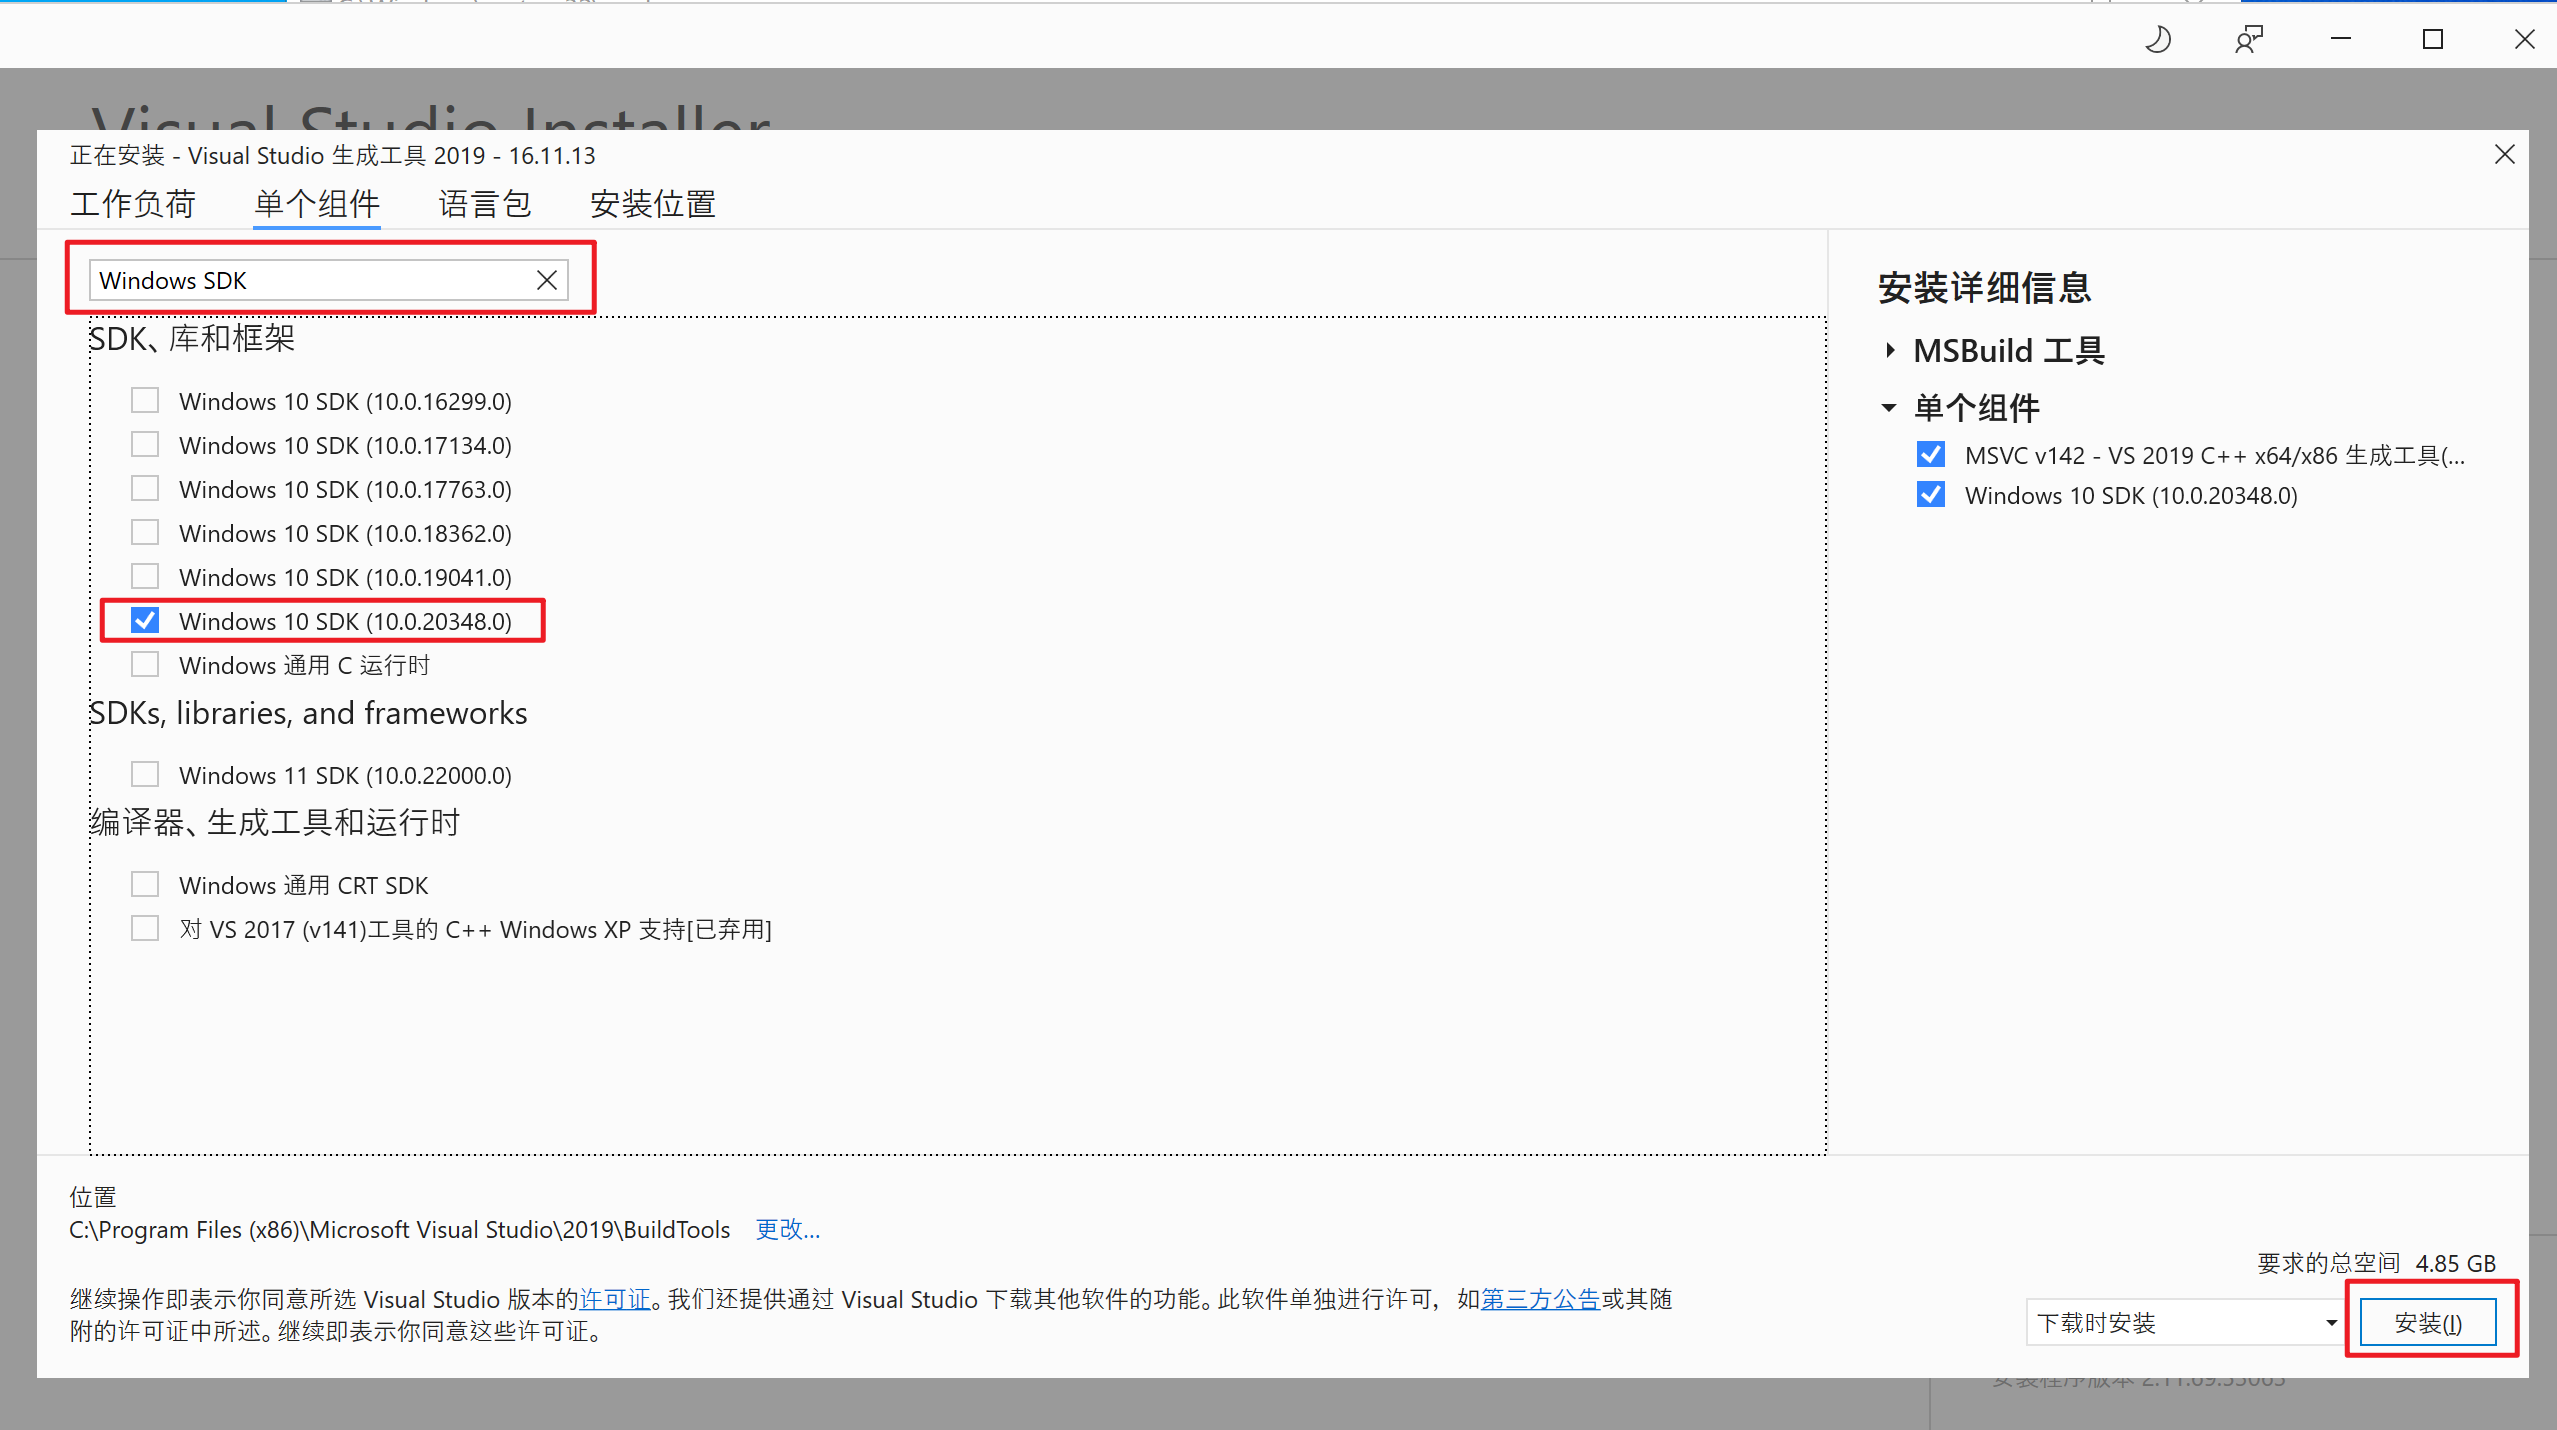 Visual Studio Installer
正在安装 - Visual Studio 生成工具 2019 - 16.11.13
工作负荷 单个组件 语言包 安装位置
Windows SDK
SDK、库和框架
Windows 10 SDK (10.0.16299.0)
Windows 10 SDK (10.0.17134.0)
Windows 10 SDK (10.0.17763.0)
Windows 10 SDK (10.0.18362.0)
Windows 10 SDK (10.0.19041.0)
Windows 10 SDK (10.0.20348.0)
Windows 通用 C 运行时
SDKs, libraries, and frameworks
Windows 11 SDK (10.0.22000.0)
编译器、生成工具和运行时
Windows 通用 CRT SDK
对 VS 2017 (v141)工具的 C++ Windows XP 支持[已弃用]
安装详细信息
MSBuild 工具
单个组件
MSVC v142 - VS 2019 C++ x64/x86 生成工具(...
Windows 10 SDK (10.0.20348.0)
位置
C:\Program Files (x86)\Microsoft Visual Studio\2019\BuildTools 更改...
继续操作即表示你同意所选 Visual Studio 版本的许可证。我们还提供通过 Visual Studio 下载其他软件的功能。此软件单独进行许可，如第三方公告或其随
附的许可证中所述。继续即表示你同意这些许可证。
要求的总空间 4.85 GB
下载时安装
安装(I)